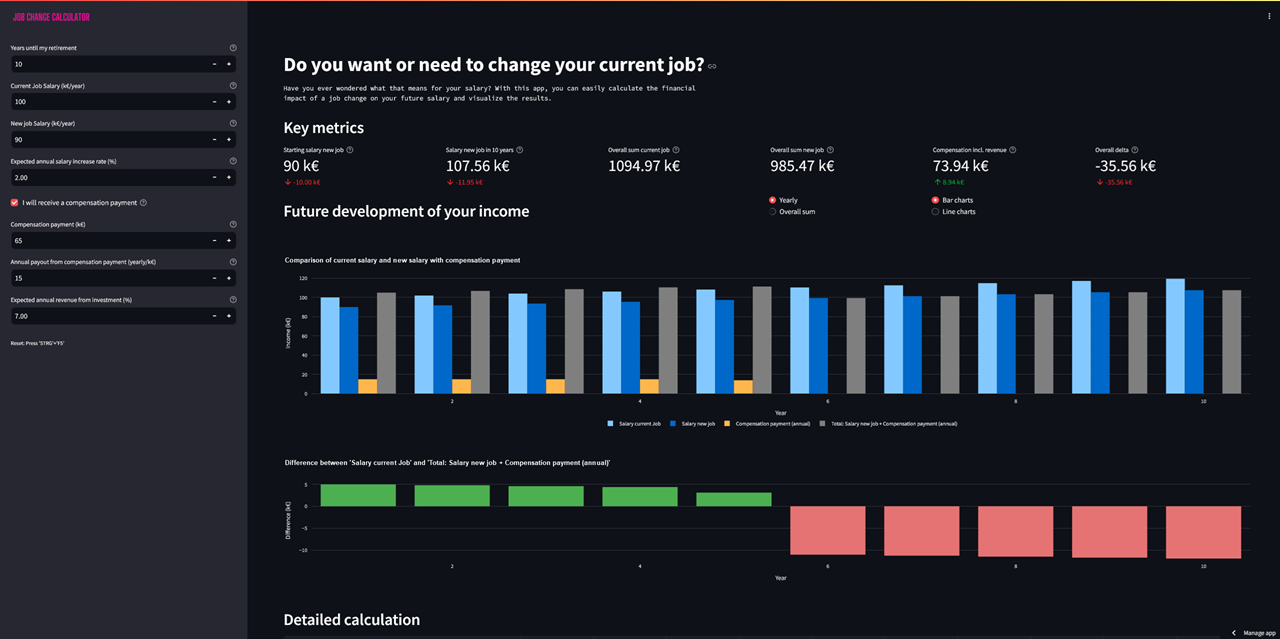 JOB CHANGE CALCULATOR
Years until my retirement
10
Current Job Salary (k€/year)
100
New job Salary (k€/year)
90
Expected annual salary increase rate (%)
2.00
I will receive a compensation payment
Compensation payment (k€)
65
Annual payout from compensation payment (yearly/k€)
15
Expected annual revenue from investment (%)
7.00
Reset: Press 'STRG'+'F5'
Do you want or need to change your current job?
Have you ever wondered what that means for your salary? With this app, you can easily calculate the financial
impact of a job change on your future salary and visualize the results.
Key metrics
Starting salary new job
90 k€
-10.00 k€
Salary new job in 10 years
107.56 k€
-11.95 k€
Overall sum current job
1094.97 k€
Overall sum new job
985.47 k€
Compensation incl. revenue
73.94 k€
8.94 k€
Overall delta
-35.56 k€
-35.56 k€
Future development of your income
Yearly
Overall sum
Bar charts
Line charts
Comparison of current salary and new salary with compensation payment
Income (k€)
120
100
80
60
40
20
0
2
4
6
8
10
Year
Salary current Job
Salary new job
Compensation payment (annual)
Total: Salary new job + Compensation payment (annual)
Difference between 'Salary current Job' and 'Total: Salary new job + Compensation payment (annual)'
Difference (k€)
5
0
−5
−10
2
4
6
8
10
Year
Detailed calculation
Manage app